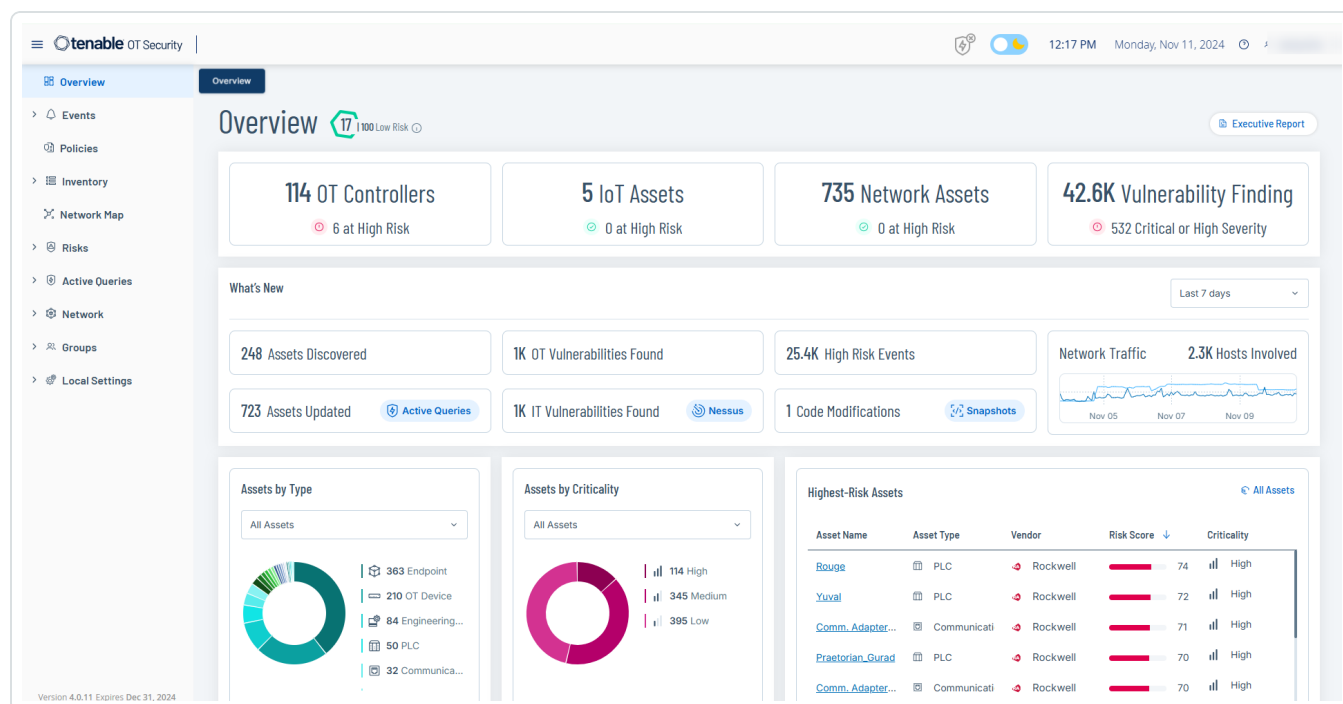 tenable OT Security
12:17 PM Monday, Nov 11, 2024
Overview
Events
Policies
Inventory
Network Map
Risks
Active Queries
Network
Groups
Local Settings
Version 4.0.11 Expires Dec 31, 2024
Overview
Overview 17 | 100 Low Risk
Executive Report
114 OT Controllers
6 at High Risk
5 IoT Assets
0 at High Risk
735 Network Assets
0 at High Risk
42.6K Vulnerability Finding
532 Critical or High Severity
What's New
Last 7 days
248 Assets Discovered
1K OT Vulnerabilities Found
25.4K High Risk Events
723 Assets Updated Active Queries
1K IT Vulnerabilities Found Nessus
1 Code Modifications Snapshots
Network Traffic 2.3K Hosts Involved
Nov 05 Nov 07 Nov 09
Assets by Type
All Assets
363 Endpoint
210 OT Device
84 Engineering...
50 PLC
32 Communica...
Assets by Criticality
All Assets
114 High
345 Medium
395 Low
Highest-Risk Assets
All Assets
Asset Name Asset Type Vendor Risk Score Criticality
Rouge PLC Rockwell 74 High
Yuval PLC Rockwell 72 High
Comm. Adapter... Communicati Rockwell 71 High
Praetorian_Gurad PLC Rockwell 70 High
Comm. Adapter... Communicati Rockwell 70 High